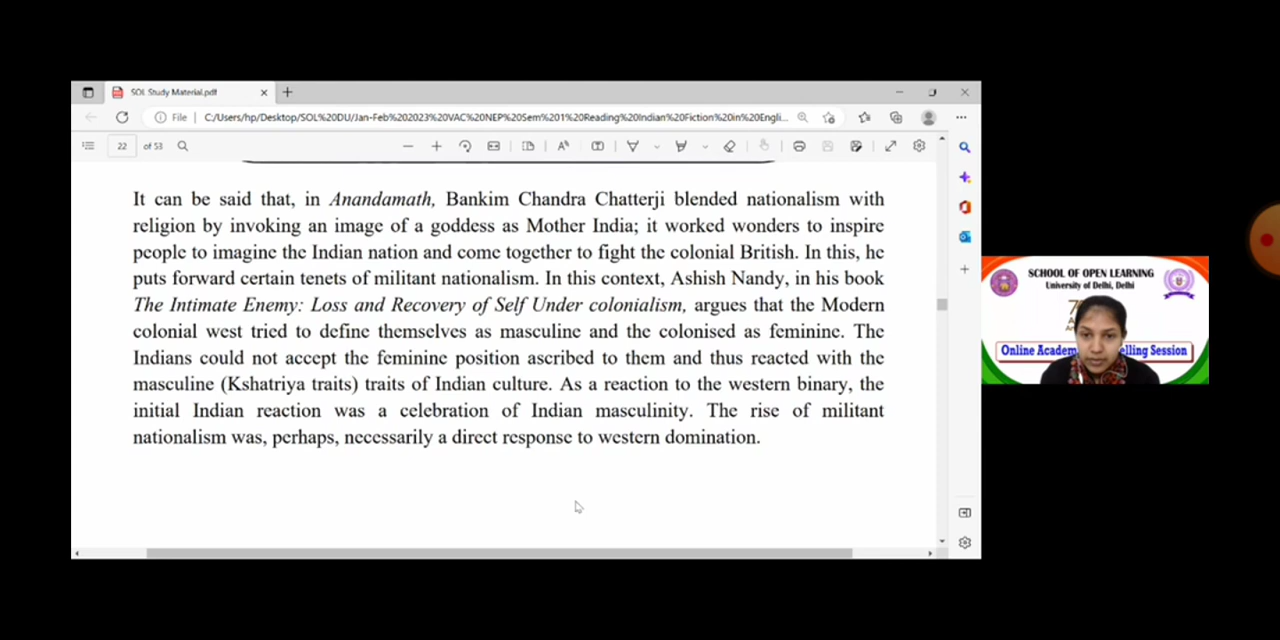 SOL Study Material.pdf
File
C:/Users/hp/Desktop/SOL%20DU/Jan-Feb%202023%20VAC%20NEP%20Sem%201%20Reading%20Indian%20Fiction%20in%20Engli...
22 of 53
It can be said that, in Anandamath, Bankim Chandra Chatterji blended nationalism with
religion by invoking an image of a goddess as Mother India; it worked wonders to inspire
people to imagine the Indian nation and come together to fight the colonial British. In this, he
puts forward certain tenets of militant nationalism. In this context, Ashish Nandy, in his book
The Intimate Enemy: Loss and Recovery of Self Under colonialism, argues that the Modern
colonial west tried to define themselves as masculine and the colonised as feminine. The
Indians could not accept the feminine position ascribed to them and thus reacted with the
masculine (Kshatriya traits) traits of Indian culture. As a reaction to the western binary, the
initial Indian reaction was a celebration of Indian masculinity. The rise of militant
nationalism was, perhaps, necessarily a direct response to western domination.
SCHOOL OF OPEN LEARNING
University of Delhi, Delhi
Online Academ elling Session